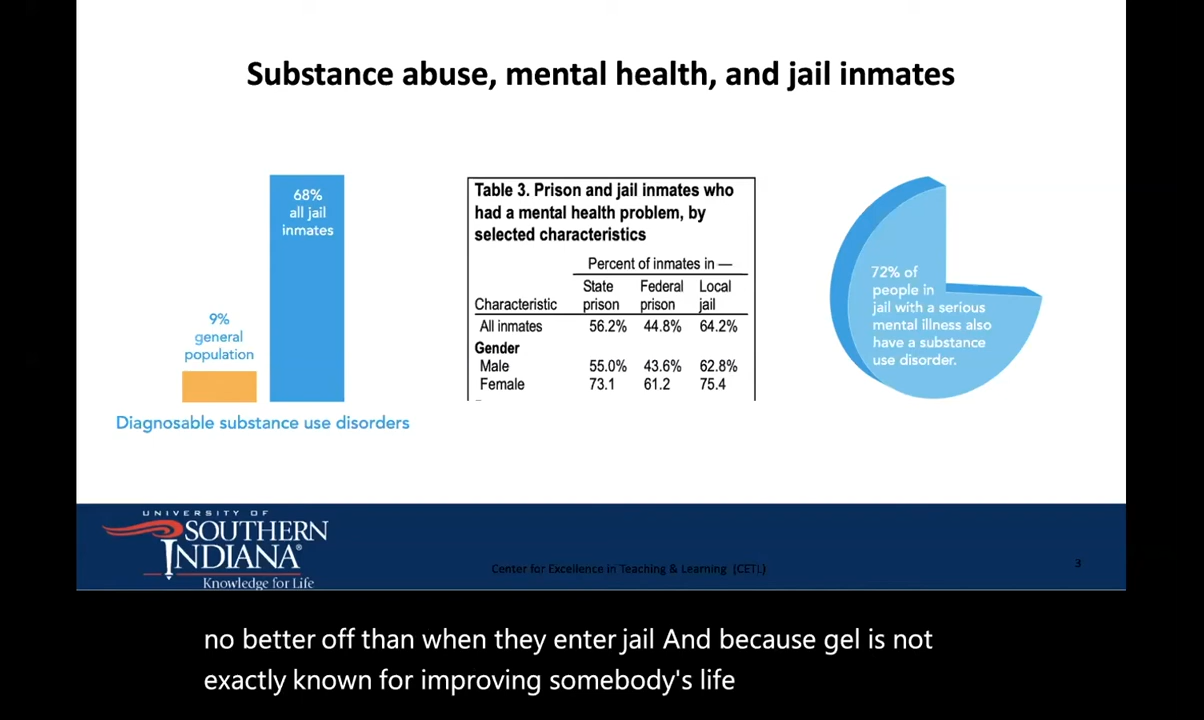 Substance abuse, mental health, and jail inmates
68%
all jail
inmates
9%
general
population
Diagnosable substance use disorders
Table 3. Prison and jail inmates who
had a mental health problem, by
selected characteristics
Percent of inmates in —
Characteristic State prison Federal prison Local jail
All inmates 56.2% 44.8% 64.2%
Gender
Male 55.0% 43.6% 62.8%
Female 73.1 61.2 75.4
72% of
people in
jail with a serious
mental illness also
have a substance
use disorder.
UNIVERSITY OF
SOUTHERN
INDIANA®
Knowledge for Life
Center for Excellence in Teaching & Learning (CETL)
3
no better off than when they enter jail And because gel is not
exactly known for improving somebody's life